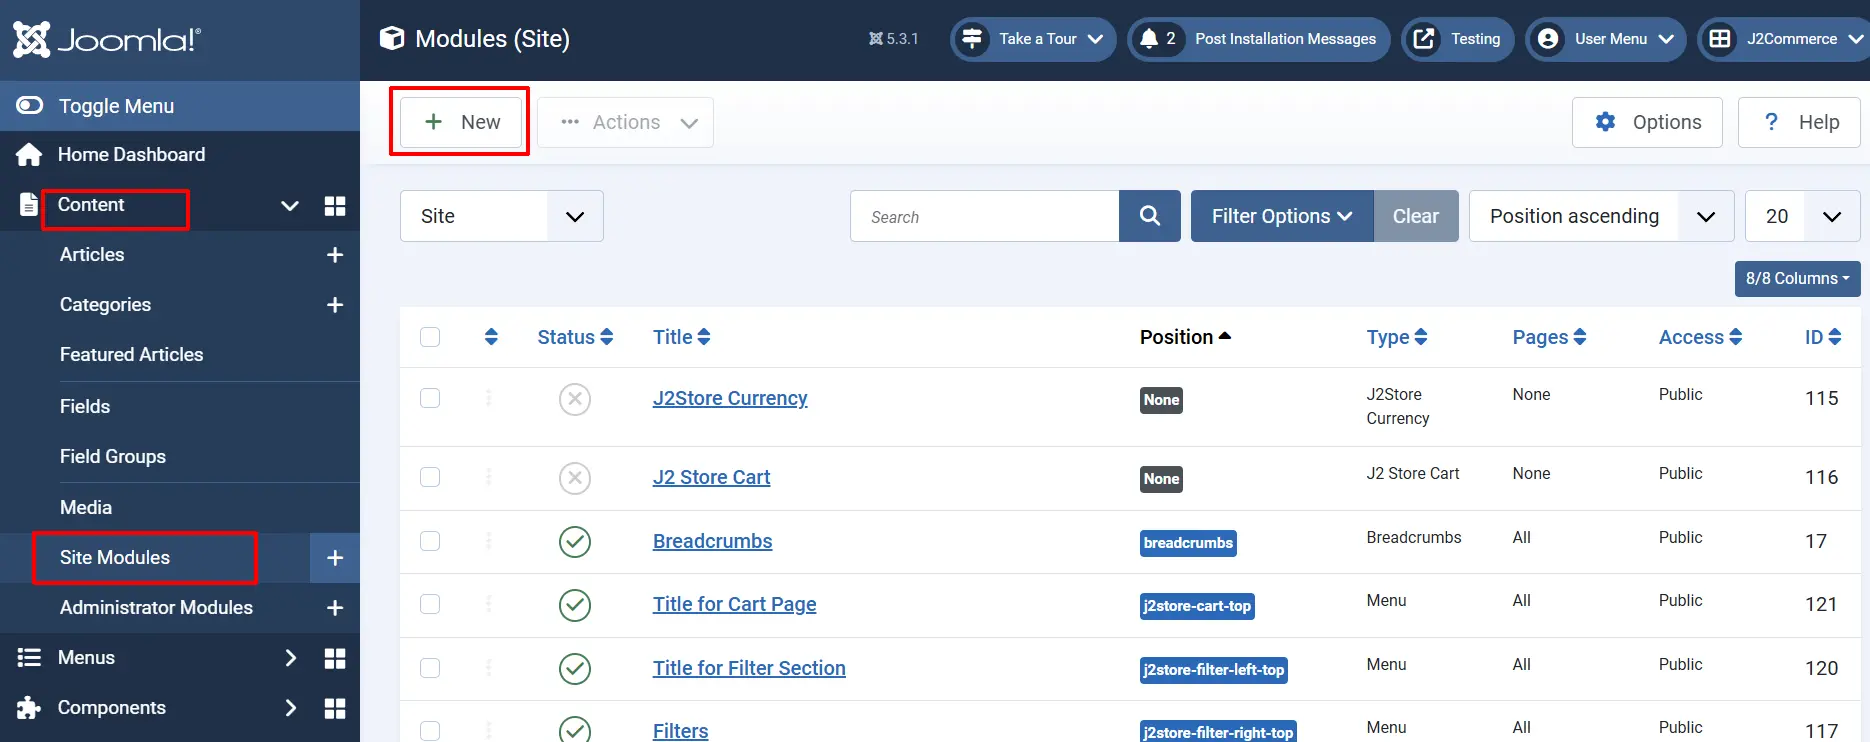 Joomla!®
Modules (Site)
5.3.1
Take a Tour
2 Post Installation Messages
Testing
User Menu
J2Commerce
Toggle Menu
Home Dashboard
Content
Articles
Categories
Featured Articles
Fields
Field Groups
Media
Site Modules
Administrator Modules
Menus
Components
+ New
··· Actions
Options
? Help
Site
Search
Filter Options
Clear
Position ascending
20
8/8 Columns
Status Title Position Type Pages Access ID
J2Store Currency None J2Store None Public 115
Currency
J2 Store Cart None J2 Store Cart None Public 116
Breadcrumbs breadcrumbs Breadcrumbs All Public 17
Title for Cart Page j2store-cart-top Menu All Public 121
Title for Filter Section j2store-filter-left-top Menu All Public 120
Filters j2store-filter-right-top Menu All Public 117